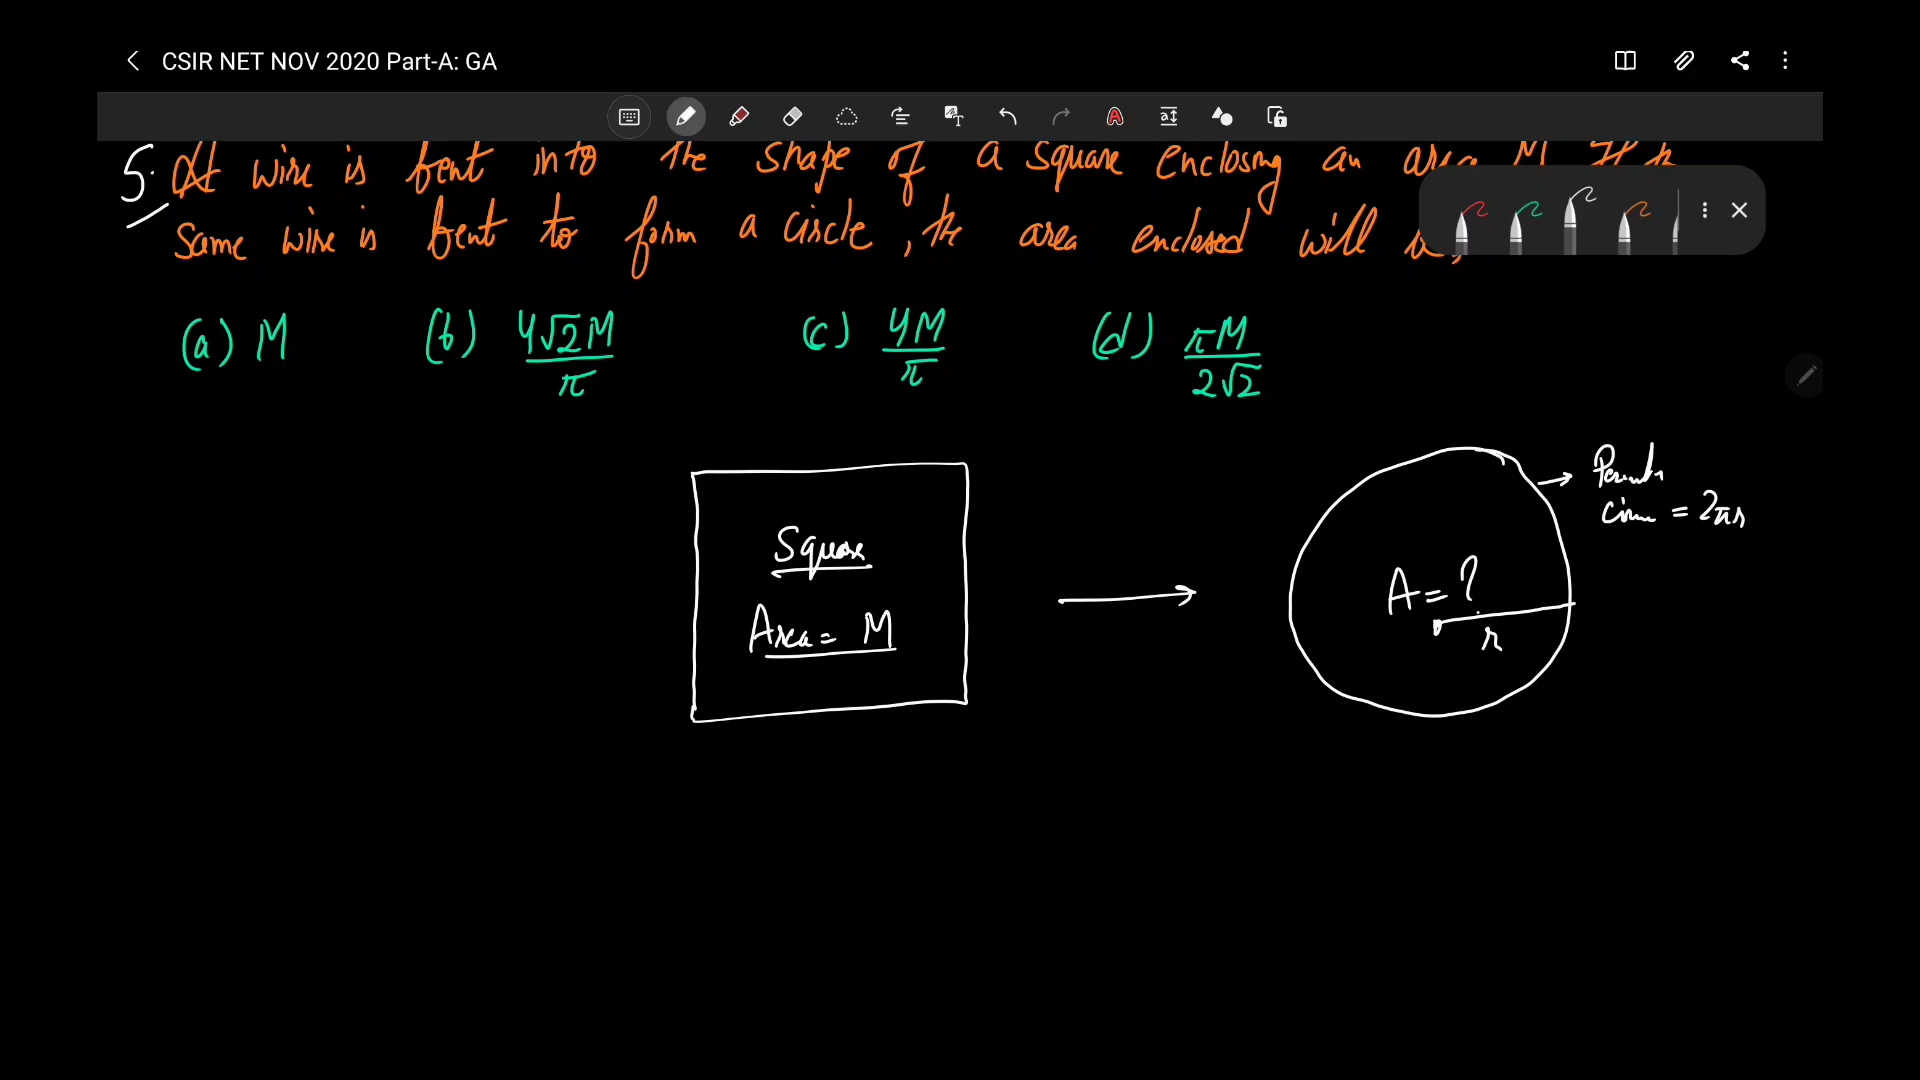 CSIR NET NOV 2020 Part-A: GA
5. A wire is bent into the shape of a square enclosing an area M. If the
same wire is bent to form a circle, the area enclosed will be,
(a) M (b) 4√2M/π (c) 4M/π (d) πM/2√2
Square
Area = M
A = ?
r
= 2πr